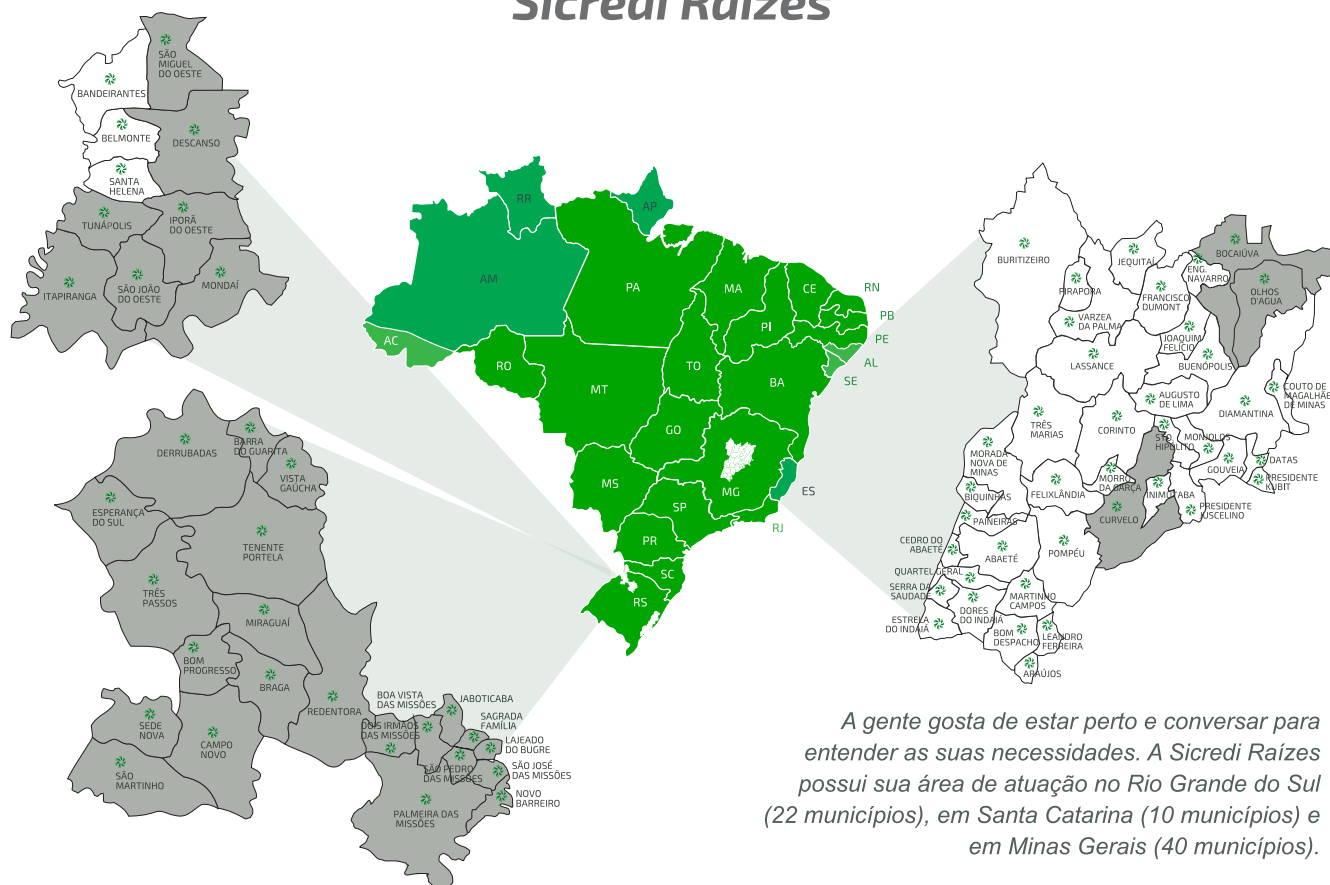 Sicredi Raízes
SÃO
MIGUEL
DO OESTE
BANDEIRANTES
BELMONTE
DESCANSO
SANTA
HELENA
TUNÁPOLIS
IPORÃ
DO OESTE
ITAPIRANGA
SÃO JOÃO
DO OESTE
MONDAÍ
DERRUBADAS
BARRA
DO GUARITA
VISTA
GAÚCHA
ESPERANÇA
DO SUL
TENENTE
PORTELA
TRÊS
PASSOS
MIRAGUAÍ
BOM
PROGRESSO
BRAGA
REDENTORA
SEDE
NOVA
CAMPO
NOVO
SÃO
MARTINHO
BOA VISTA
DAS MISSÕES
JABOTICABA
DOIS IRMÃOS
DAS MISSÕES
SAGRADA
FAMÍLIA
LAJEADO
DO BUGRE
SÃO PEDRO
DAS MISSÕES
SÃO JOSÉ
DAS MISSÕES
NOVO
BARREIRO
PALMEIRA DAS
MISSÕES
RR
AP
AM
PA
MA
CE
RN
PB
PE
AL
SE
PI
AC
RO
MT
TO
BA
GO
MG
ES
MS
SP
RJ
PR
SC
RS
BURITIZEIRO
JEQUITAÍ
BOCAIÚVA
ENG.
NAVARRO
OLHOS
D'AGUA
PIRAPORA
FRANCISCO
DUMONT
VARZEA
DA PALMA
JOAQUIM
FELÍCIO
LASSANCE
BUENÓPOLIS
AUGUSTO
DE LIMA
DIAMANTINA
COUTO DE
MAGALHÃE
DE MINAS
TRÊS
MARIAS
CORINTO
STO.
HIPÓLITO
MONJOLOS
MORADA
NOVA DE
MINAS
GOUVEIA
DATAS
PRESIDENTE
KUBIT
BIQUINHAS
FELIXLÂNDIA
MORRO
DA GARÇA
INIMUTABA
PRESIDENTE
JUSCELINO
PAINEIRAS
CURVELO
CEDRO DO
ABAETÉ
ABAETÉ
POMPÉU
QUARTEL GERAL
SERRA DA
SAUDADE
DORES
DO INDAIÁ
MARTINHO
CAMPOS
ESTRELA
DO INDAIÁ
BOM
DESPACHO
LEANDRO
FERREIRA
ARAÚJOS
A gente gosta de estar perto e conversar para
entender as suas necessidades. A Sicredi Raízes
possui sua área de atuação no Rio Grande do Sul
(22 municípios), em Santa Catarina (10 municípios) e
em Minas Gerais (40 municípios).